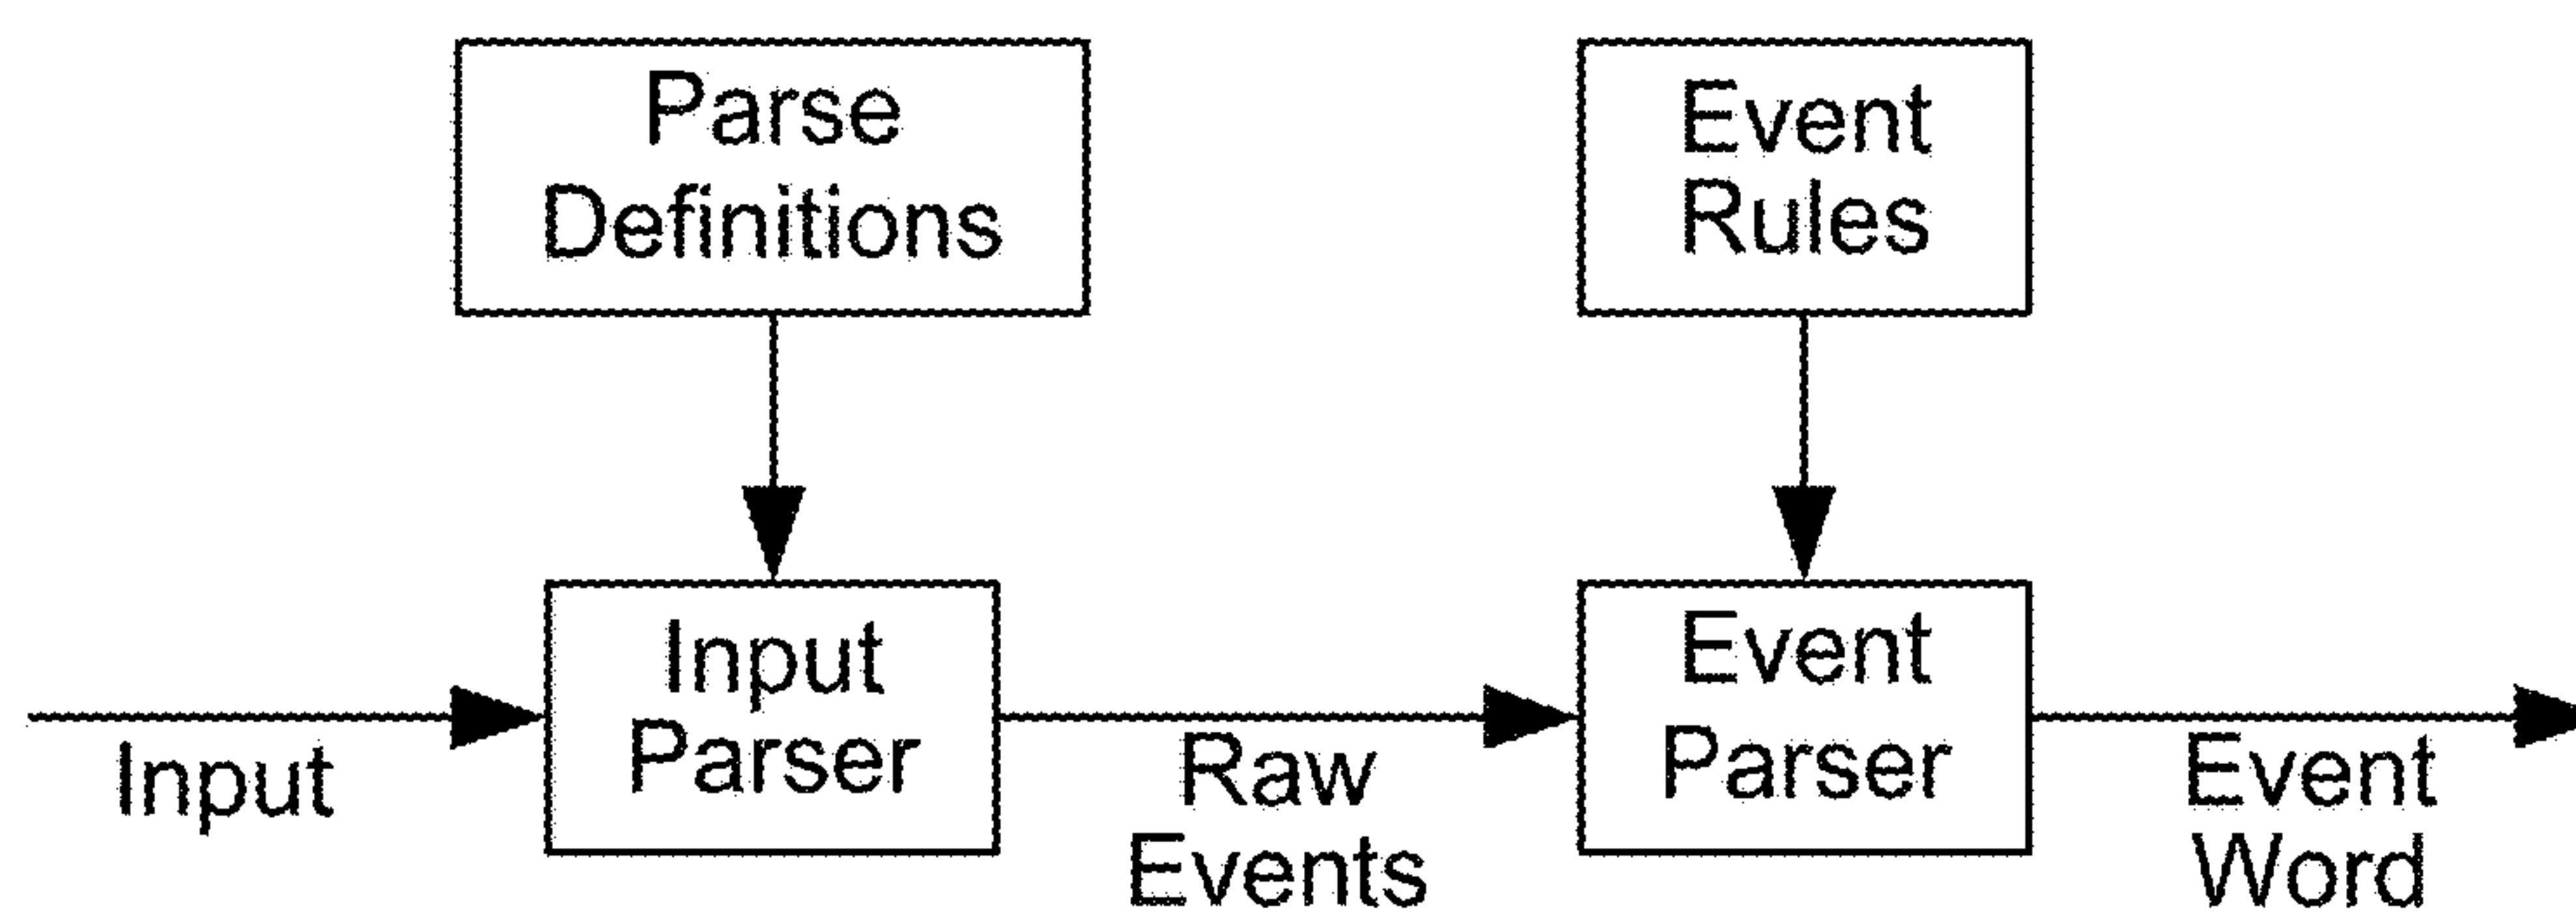 Parse
Definitions
Event
Rules
Input
Input
Parser
Raw
Events
Event
Parser
Event
Word